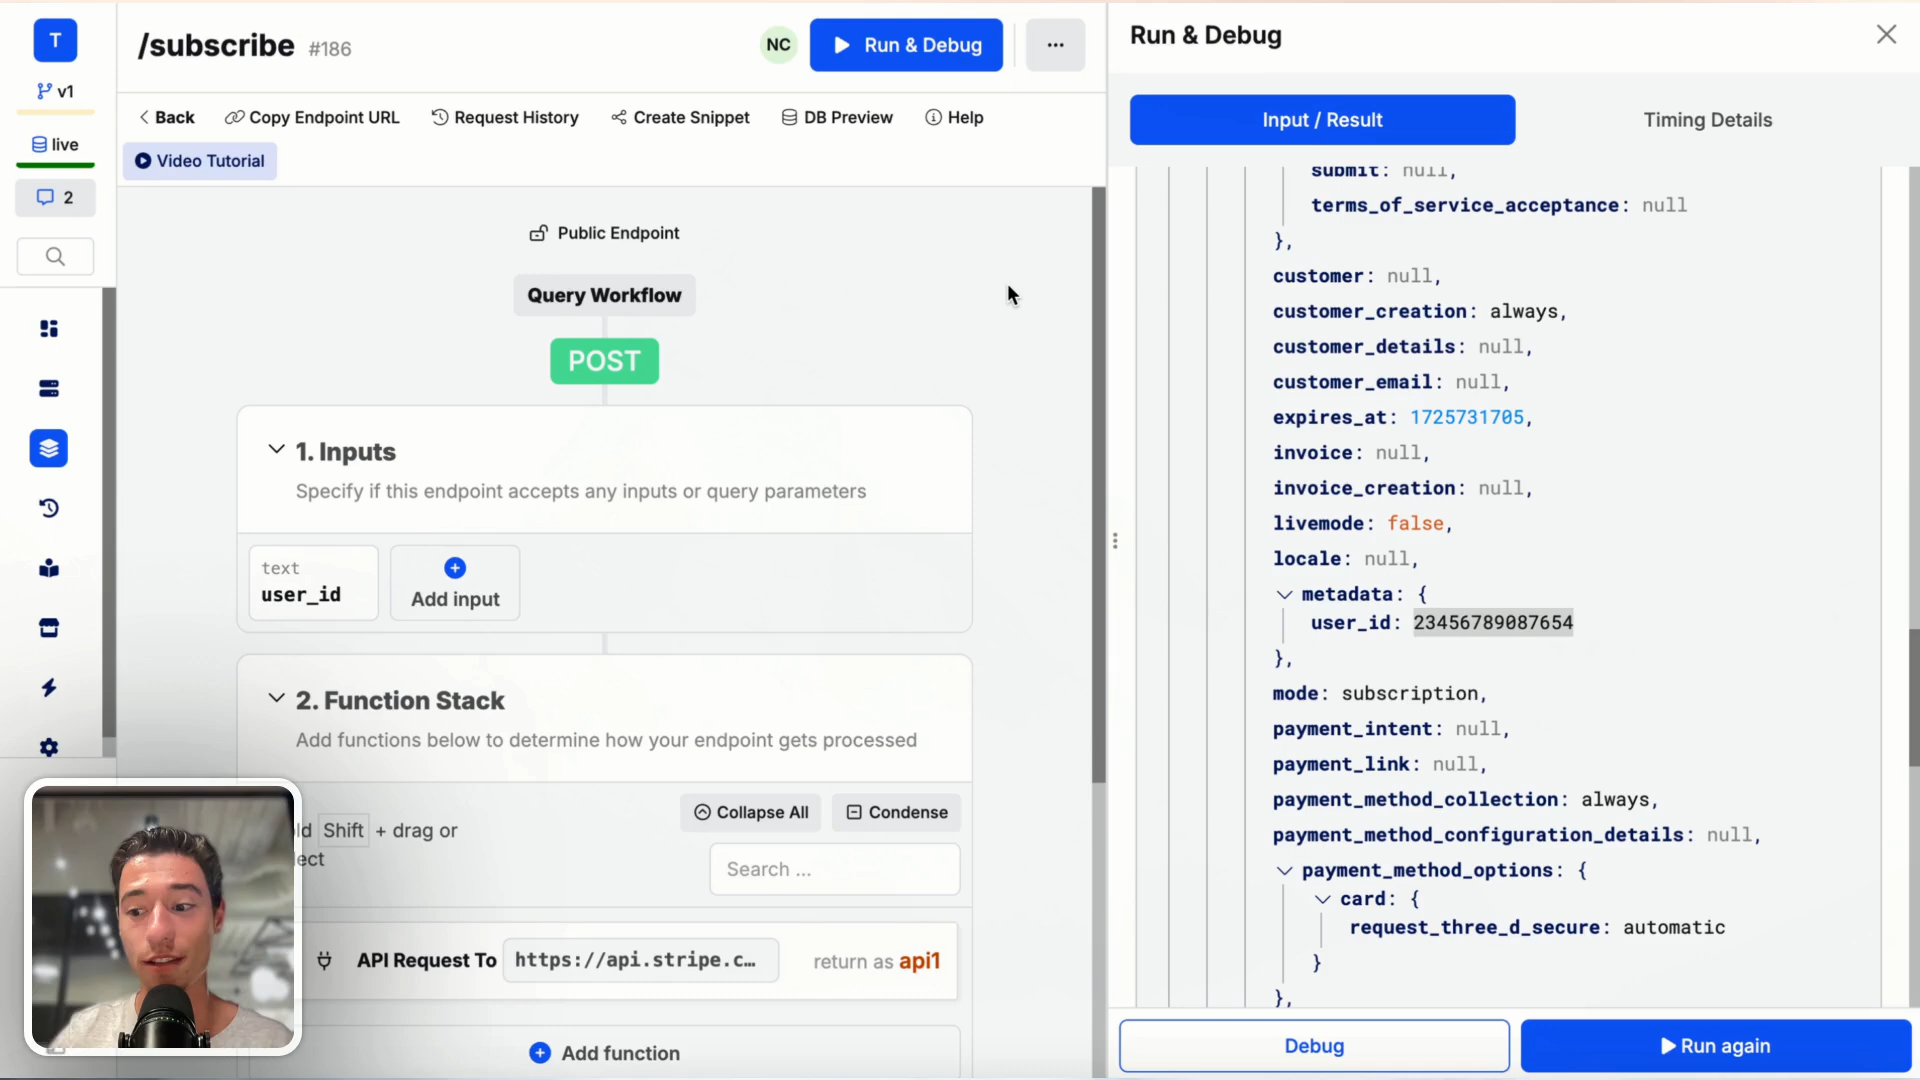 T
v1
live
2
/subscribe #186
NC
Run & Debug
...
Back
Copy Endpoint URL
Request History
Create Snippet
DB Preview
Help
Video Tutorial
Public Endpoint
Query Workflow
POST
1. Inputs
Specify if this endpoint accepts any inputs or query parameters
text
user_id
Add input
2. Function Stack
Add functions below to determine how your endpoint gets processed
ld Shift + drag or
lect
Collapse All
Condense
Search ...
API Request To https://api.stripe.c… return as api1
Add function
Run & Debug
Input / Result
Timing Details
submit: null,
terms_of_service_acceptance: null
},
customer: null,
customer_creation: always,
customer_details: null,
customer_email: null,
expires_at: 1725731705,
invoice: null,
invoice_creation: null,
livemode: false,
locale: null,
metadata: {
user_id: 23456789087654
},
mode: subscription,
payment_intent: null,
payment_link: null,
payment_method_collection: always,
payment_method_configuration_details: null,
payment_method_options: {
card: {
request_three_d_secure: automatic
}
},
Debug
Run again